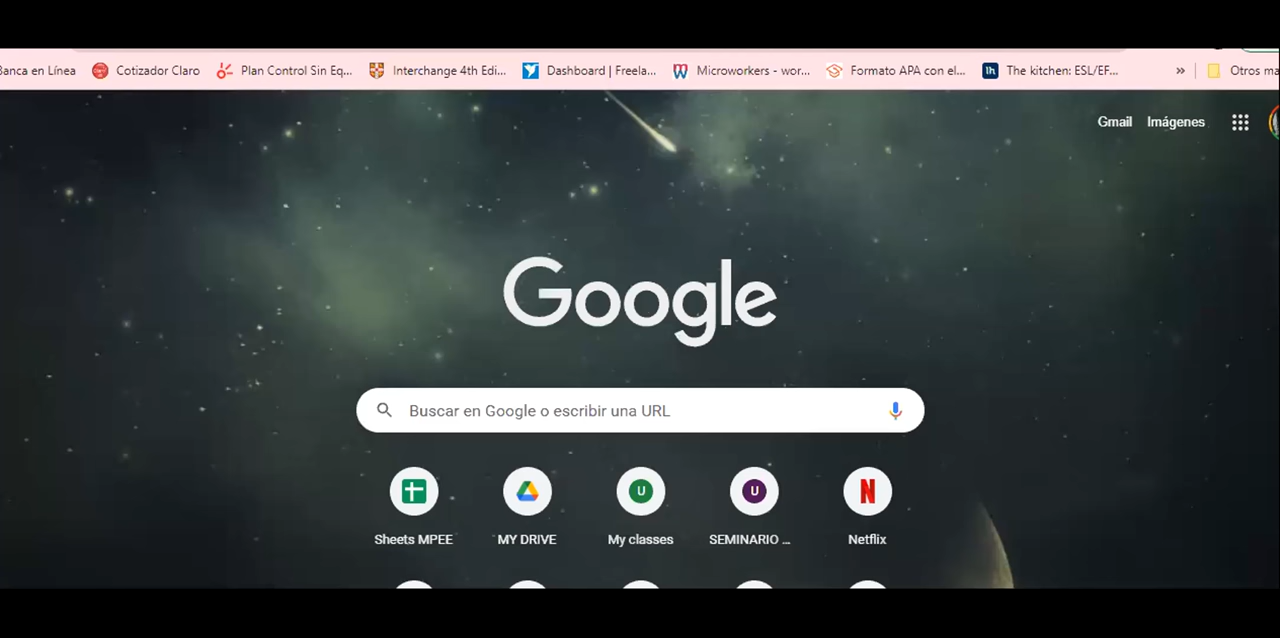 Banca en Línea Cotizador Claro Plan Control Sin Eq... Interchange 4th Edi... Dashboard | Freela... Microworkers - wor... Formato APA con el... 1h The kitchen: ESL/EF... » Otros ma
Gmail Imágenes
Google
Buscar en Google o escribir una URL
U U N
Sheets MPEE MY DRIVE My classes SEMINARIO ... Netflix